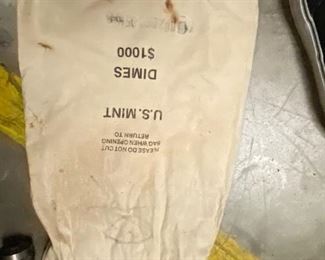 PLEASE DO NOT CUT
BAG WHEN OPENING
RETURN TO
U.S. MINT
DIMES
$1000